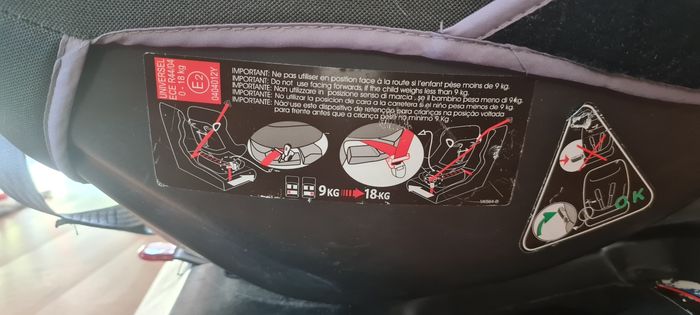 UNIVERSEL
ECE R44/04
0 - 18 kg
E2
0404012Y
IMPORTANT: Ne pas utiliser en position face à la route si l'enfant pèse moins de 9 kg.
IMPORTANT: Do not use facing forwards, if the child weighs less than 9 kg.
IMPORTANTE: Non utilizzare in posizione senso di marcia, se il bambino pesa meno di 9 kg.
IMPORTANTE: No utilizar la posicion de cara a la carretera si el niño pesa menos de 9 kg.
IMPORTANTE: Não use este dispositivo de retenção para crianças na posição voltada
para frente antes que a criança pese no mínimo 9 Kg
9 KG 18 KG
OK